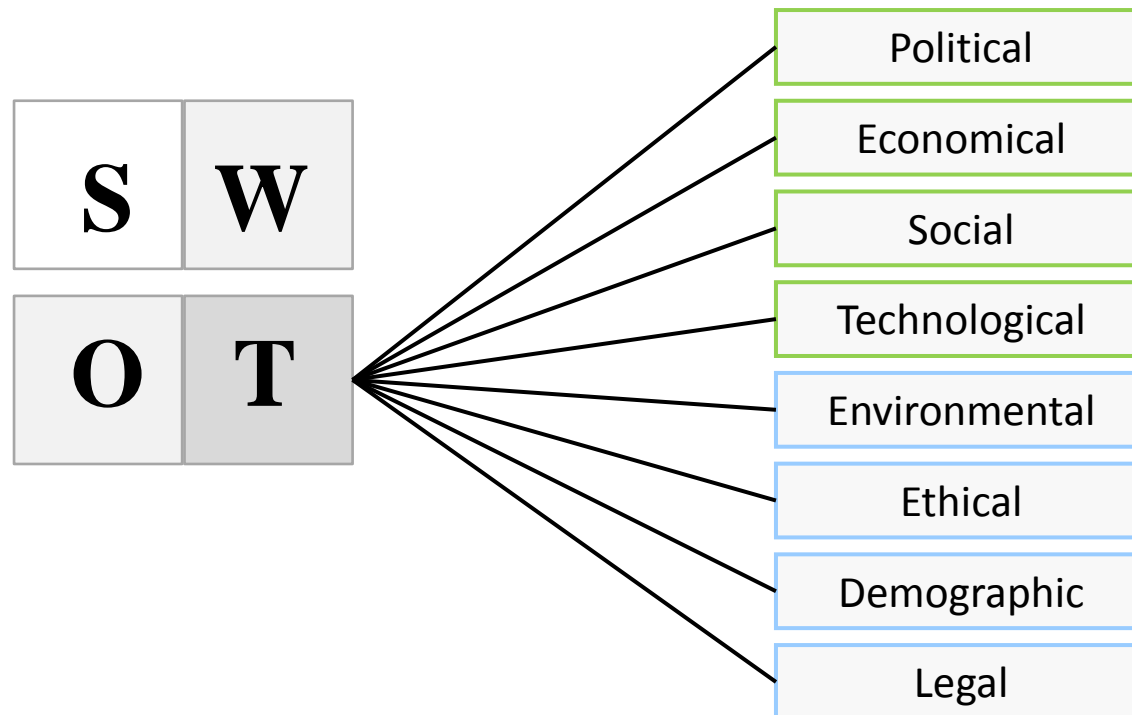 S W
O T
Political
Economical
Social
Technological
Environmental
Ethical
Demographic
Legal